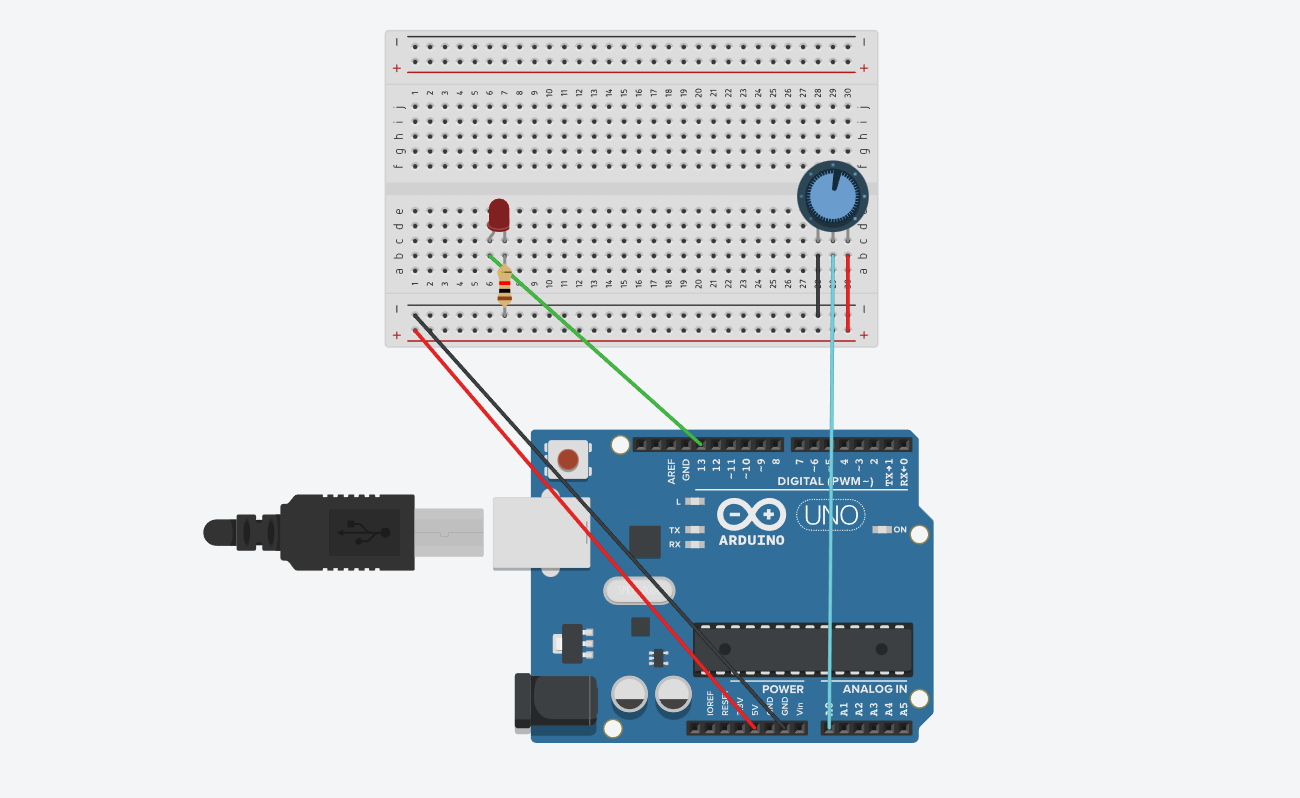 − −
+ +
1 2 3 4 5 6 7 8 9 10 11 12 13 14 15 16 17 18 19 20 21 22 23 24 25 26 27 28 29 30
j j
i i
h h
g g
f f
e e
d d
c c
b b
a a
1 2 3 4 5 6 7 8 9 10 11 12 13 14 15 16 17 18 19 20 21 22 23 24 25 26 27 28 29 30
− −
+ +
AREF GND 13 12 ~11 ~10 ~9 8 7 ~6 ~5 4 ~3 2 TX→1 RX←0
DIGITAL (PWM~)
L
TX
RX
UNO
ON
ARDUINO
POWER ANALOG IN
IOREF RESET 3.3V 5V GND GND Vin A0 A1 A2 A3 A4 A5